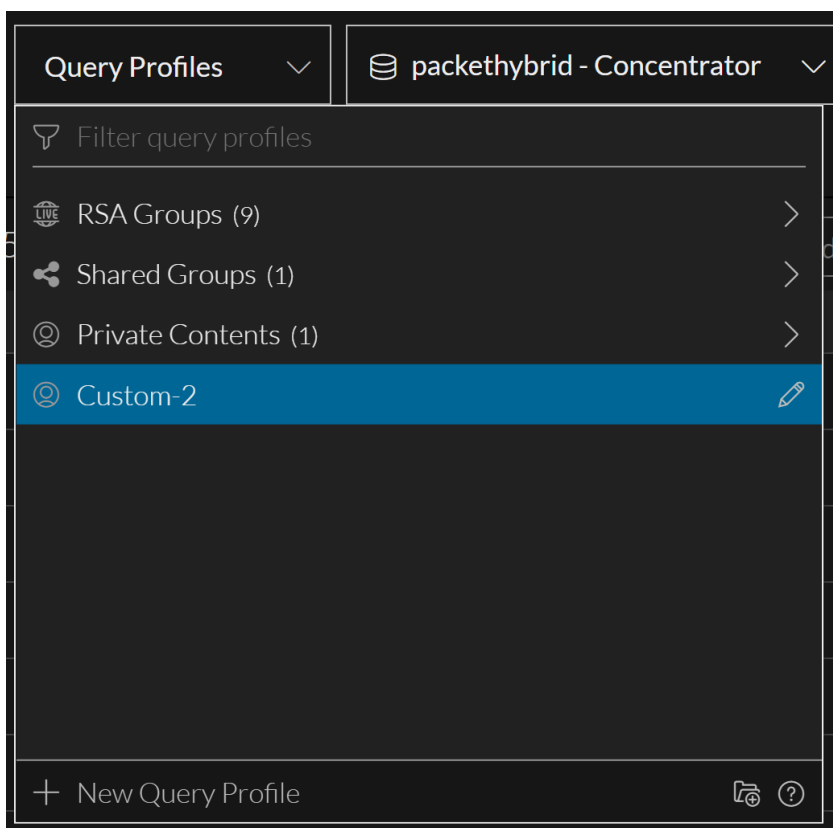 Query Profiles
packethybrid - Concentrator
Filter query profiles
LIVE RSA Groups (9)
Shared Groups (1)
Private Contents (1)
Custom-2
New Query Profile